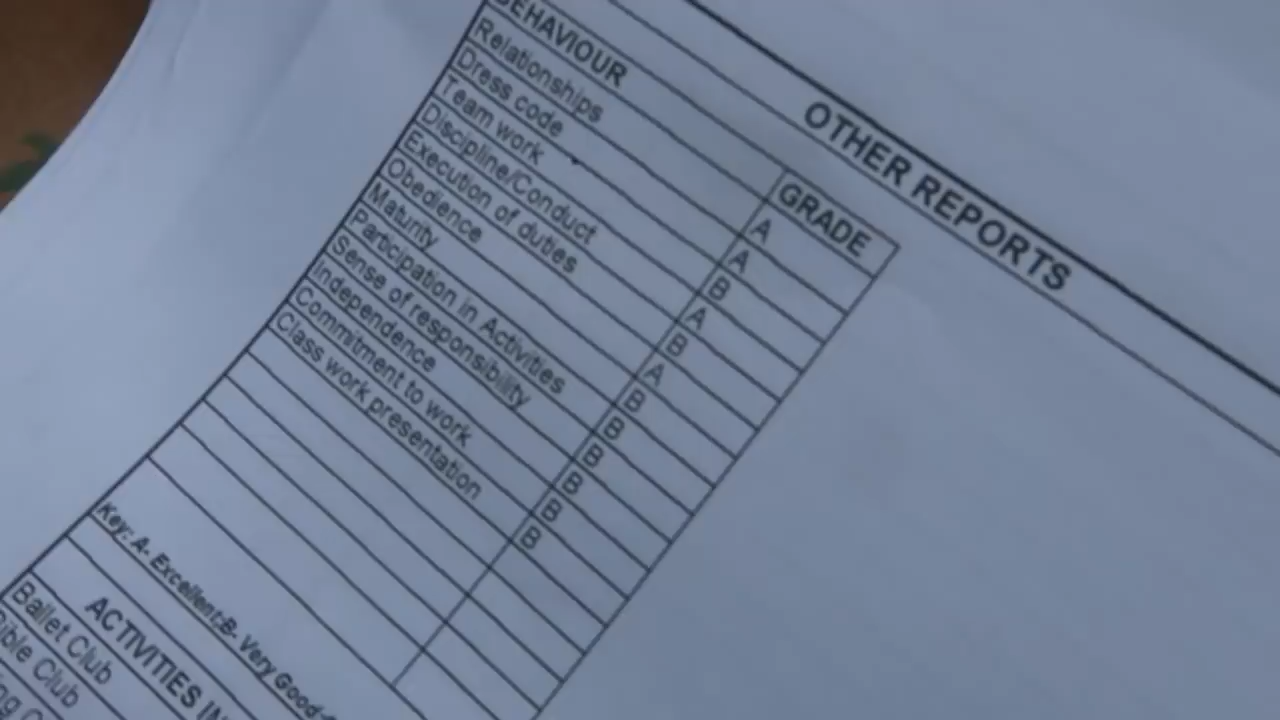 OTHER REPORTS
BEHAVIOUR GRADE
Relationships A
Dress code A
Team work B
Discipline/Conduct A
Execution of duties B
Obedience A
Maturity B
Participation in Activities B
Sense of responsibility B
Independence B
Commitment to work B
Class work presentation B
Key: A- Excellent:B- Very Good
ACTIVITIES
Ballet Club
Club